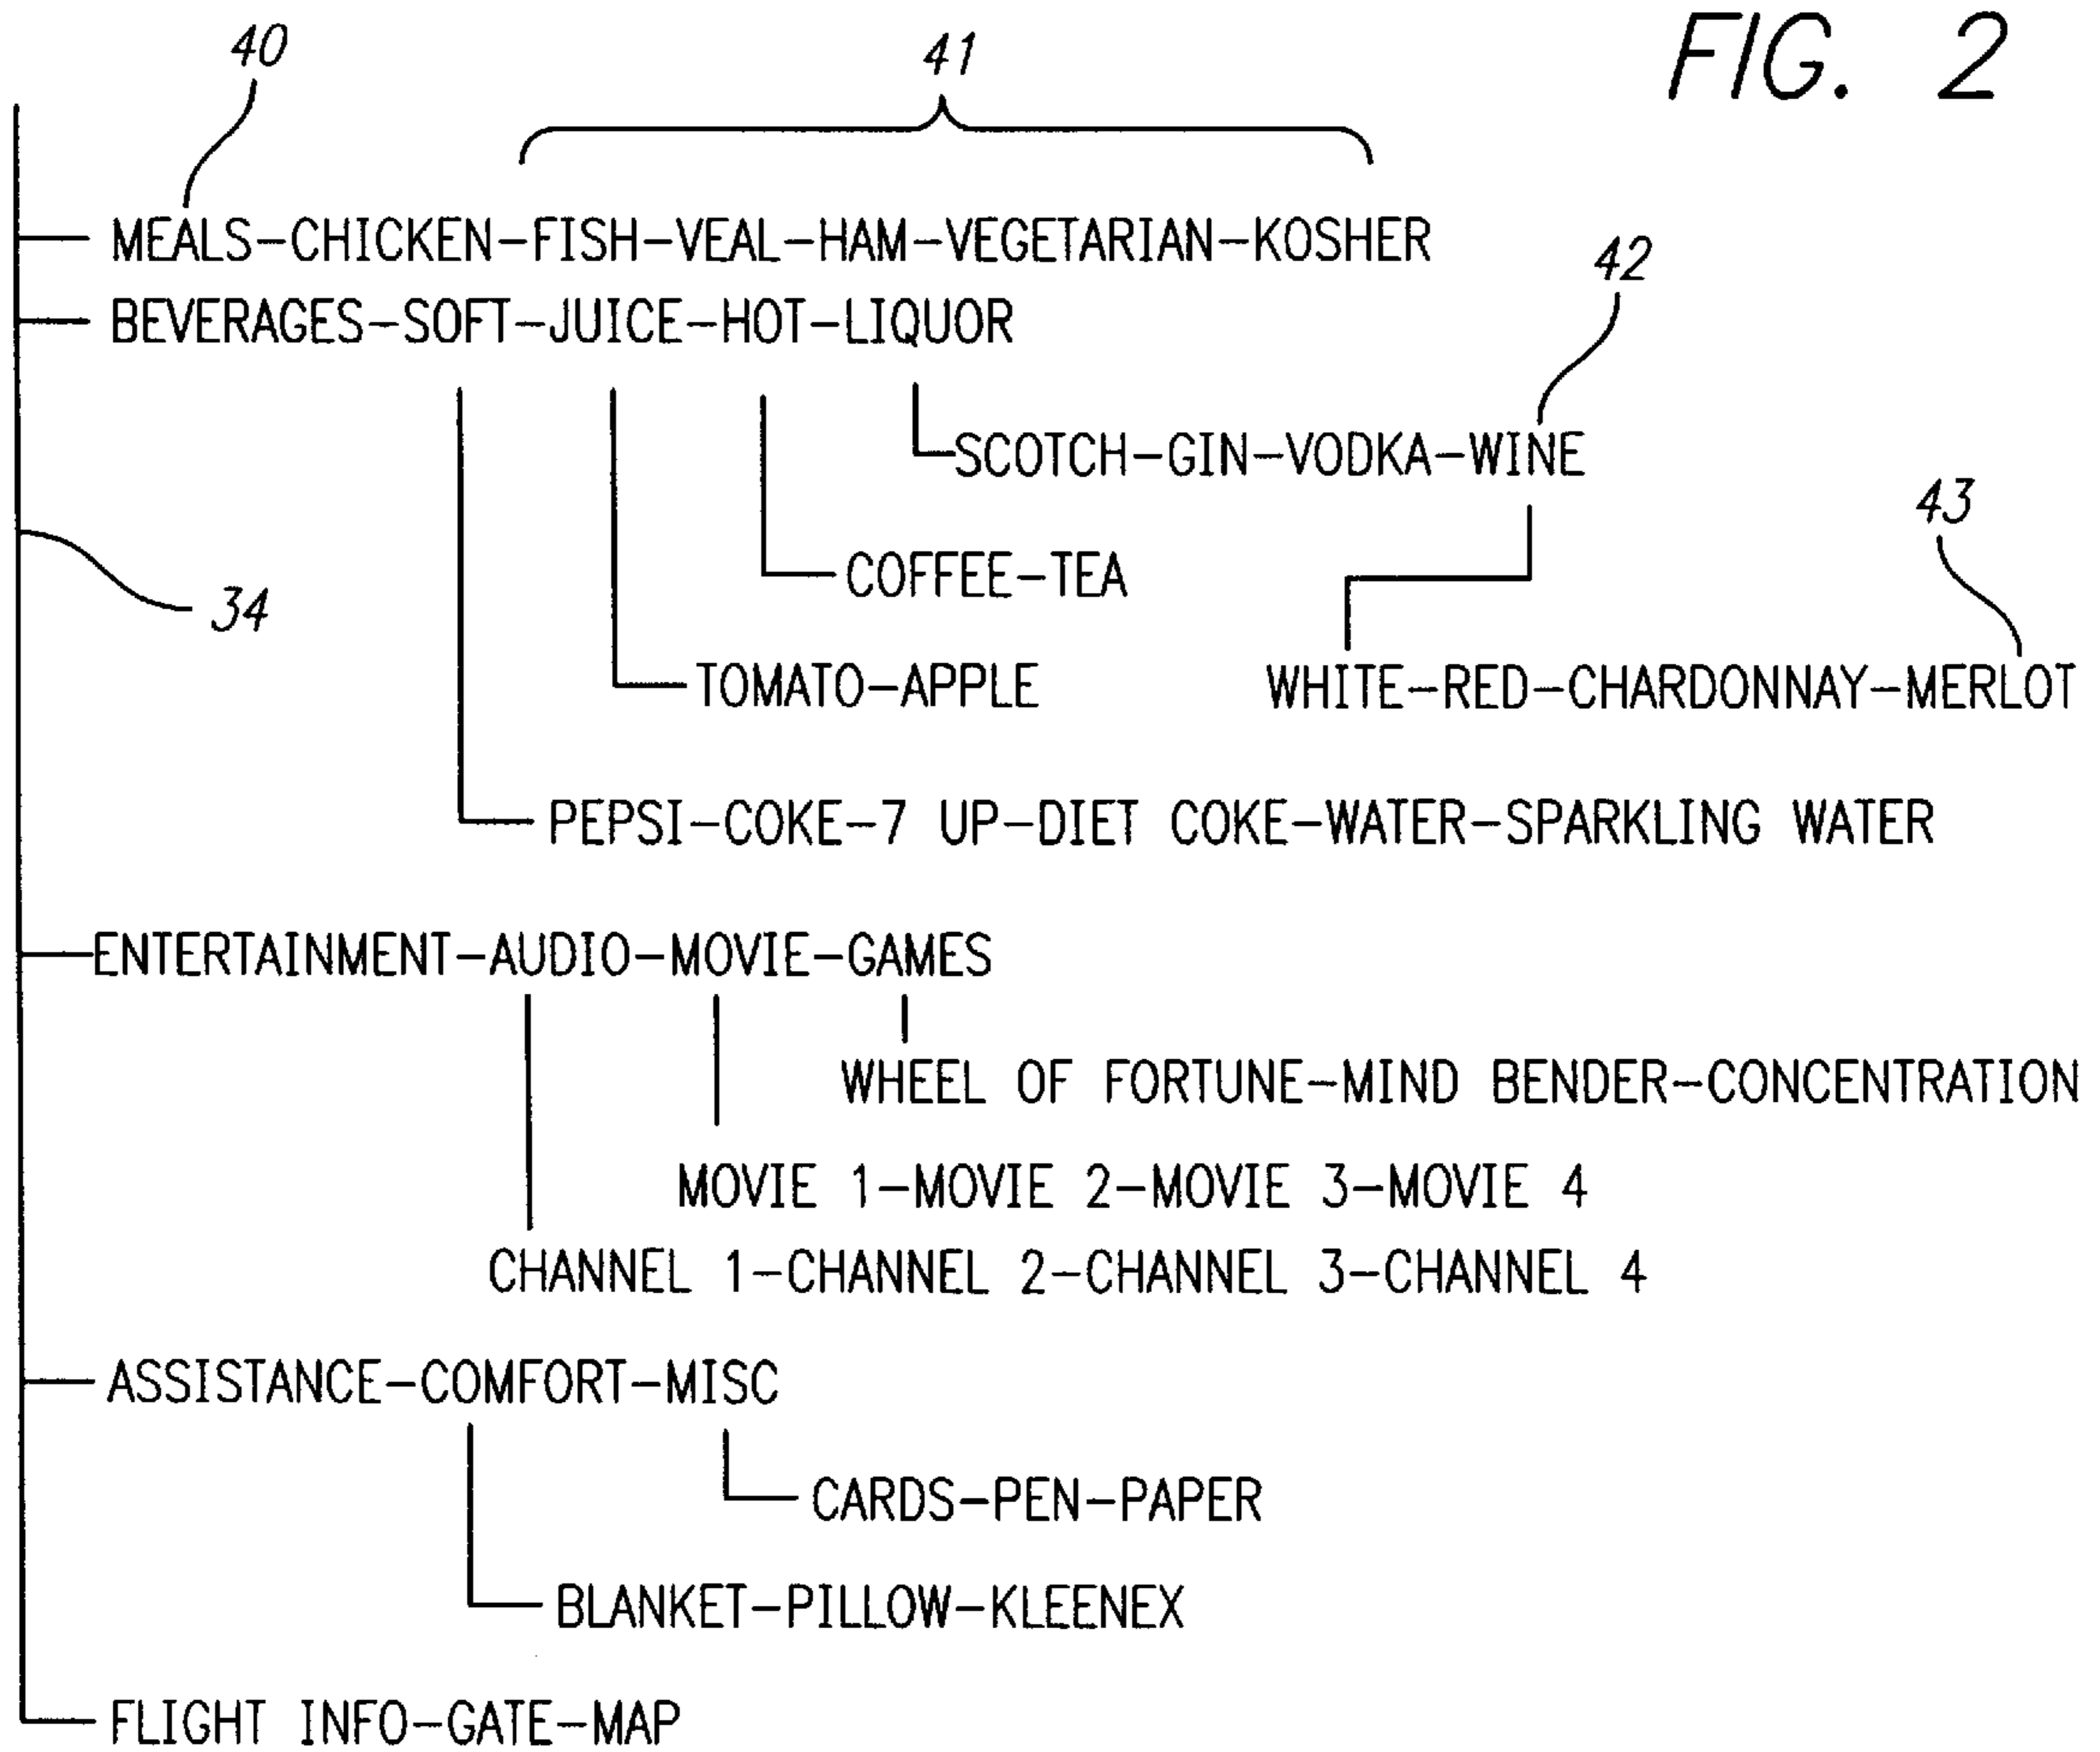 FIG. 2
40
41
MEALS-CHICKEN-FISH-VEAL-HAM-VEGETARIAN-KOSHER
42
BEVERAGES-SOFT-JUICE-HOT-LIQUOR
SCOTCH-GIN-VODKA-WINE
43
COFFEE-TEA
34
TOMATO-APPLE
WHITE-RED-CHARDONNAY-MERLOT
PEPSI-COKE-7 UP-DIET COKE-WATER-SPARKLING WATER
ENTERTAINMENT-AUDIO-MOVIE-GAMES
WHEEL OF FORTUNE-MIND BENDER-CONCENTRATION
MOVIE 1-MOVIE 2-MOVIE 3-MOVIE 4
CHANNEL 1-CHANNEL 2-CHANNEL 3-CHANNEL 4
ASSISTANCE-COMFORT-MISC
CARDS-PEN-PAPER
BLANKET-PILLOW-KLEENEX
FLIGHT INFO-GATE-MAP